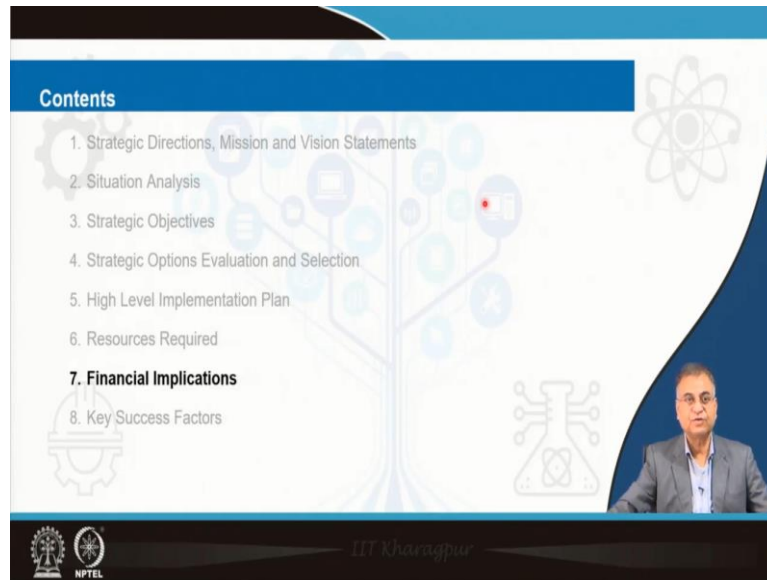 Contents
1. Strategic Directions, Mission and Vision Statements
2. Situation Analysis
3. Strategic Objectives
4. Strategic Options Evaluation and Selection
5. High Level Implementation Plan
6. Resources Required
7. Financial Implications
8. Key Success Factors
IIT Kharagpur
NPTEL